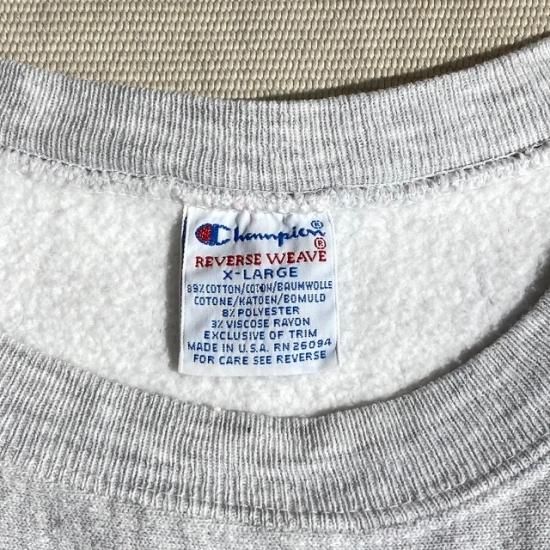 Champion®
REVERSE WEAVE®
X-LARGE
89% COTTON/COTON/BAUMWOLLE
COTONE/KATOEN/BOMULD
8% POLYESTER
3% VISCOSE RAYON
EXCLUSIVE OF TRIM
MADE IN U.S.A. RN 26094
FOR CARE SEE REVERSE